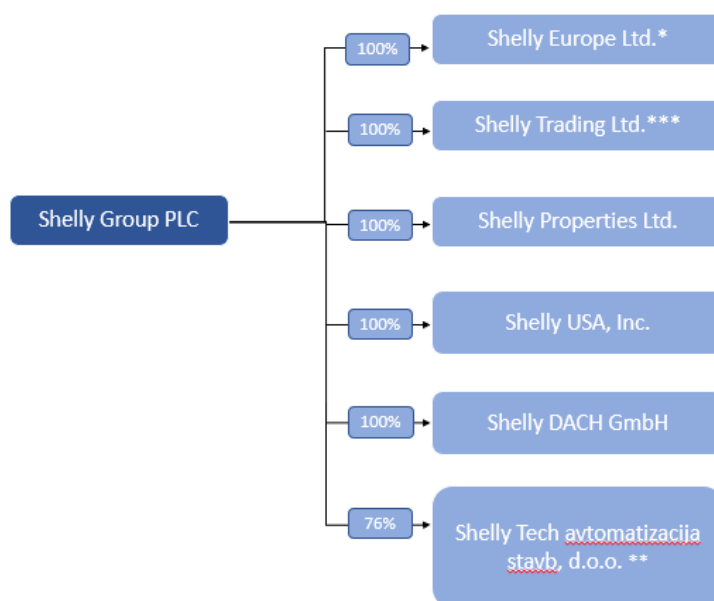 Shelly Europe Ltd.*
100%
Shelly Trading Ltd.***
100%
Shelly Group PLC
Shelly Properties Ltd.
100%
Shelly USA, Inc.
100%
Shelly DACH GmbH
100%
Shelly Tech avtomatizacija
stavb, d.o.o. **
76%